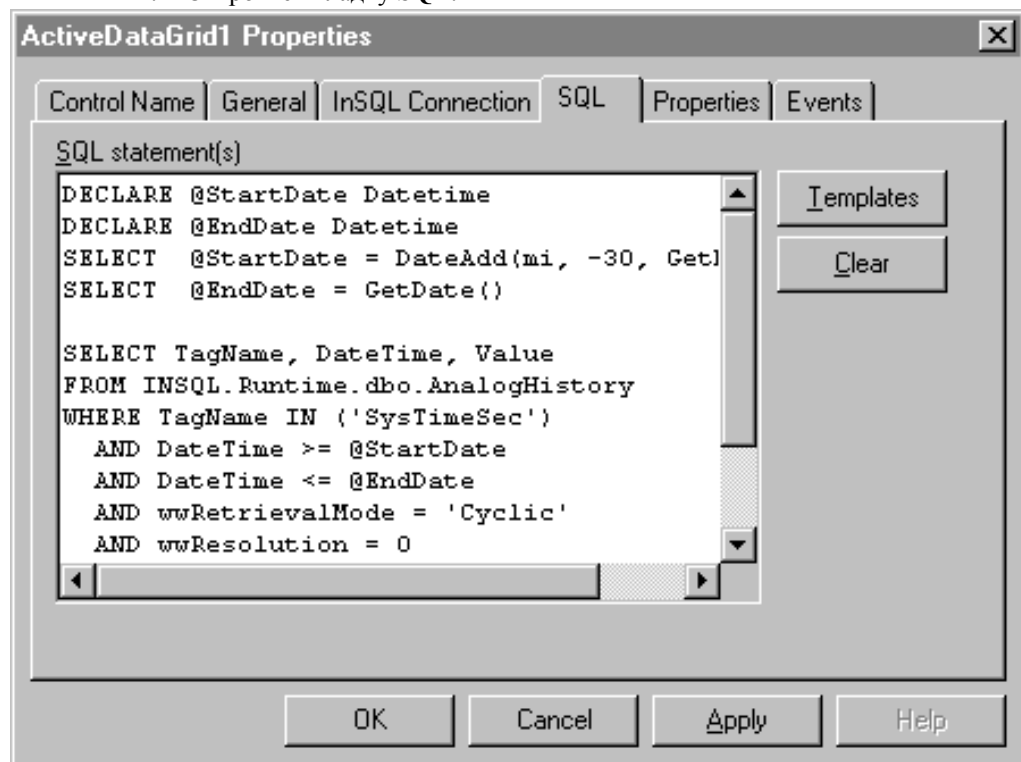 ActiveDataGrid1 Properties
Control Name General InSQL Connection SQL Properties Events
SQL statement(s)
DECLARE @StartDate Datetime
DECLARE @EndDate Datetime
SELECT @StartDate = DateAdd(mi, -30, Get
SELECT @EndDate = GetDate()
SELECT TagName, DateTime, Value
FROM INSQL.Runtime.dbo.AnalogHistory
WHERE TagName IN ('SysTimeSec')
AND DateTime >= @StartDate
AND DateTime <= @EndDate
AND wwRetrievalMode = 'Cyclic'
AND wwResolution = 0
Templates
Clear
OK Cancel Apply Help